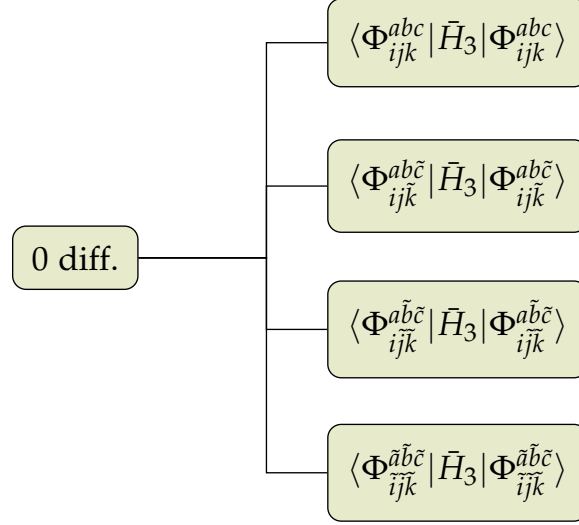 ⟨Φ_{ijk}^{abc}|H̄_3|Φ_{ijk}^{abc}⟩
⟨Φ_{ijk̃}^{abc̃}|H̄_3|Φ_{ijk̃}^{abc̃}⟩
0 diff.
⟨Φ_{ij̃k̃}^{ab̃c̃}|H̄_3|Φ_{ij̃k̃}^{ab̃c̃}⟩
⟨Φ_{ĩj̃k̃}^{ãb̃c̃}|H̄_3|Φ_{ĩj̃k̃}^{ãb̃c̃}⟩